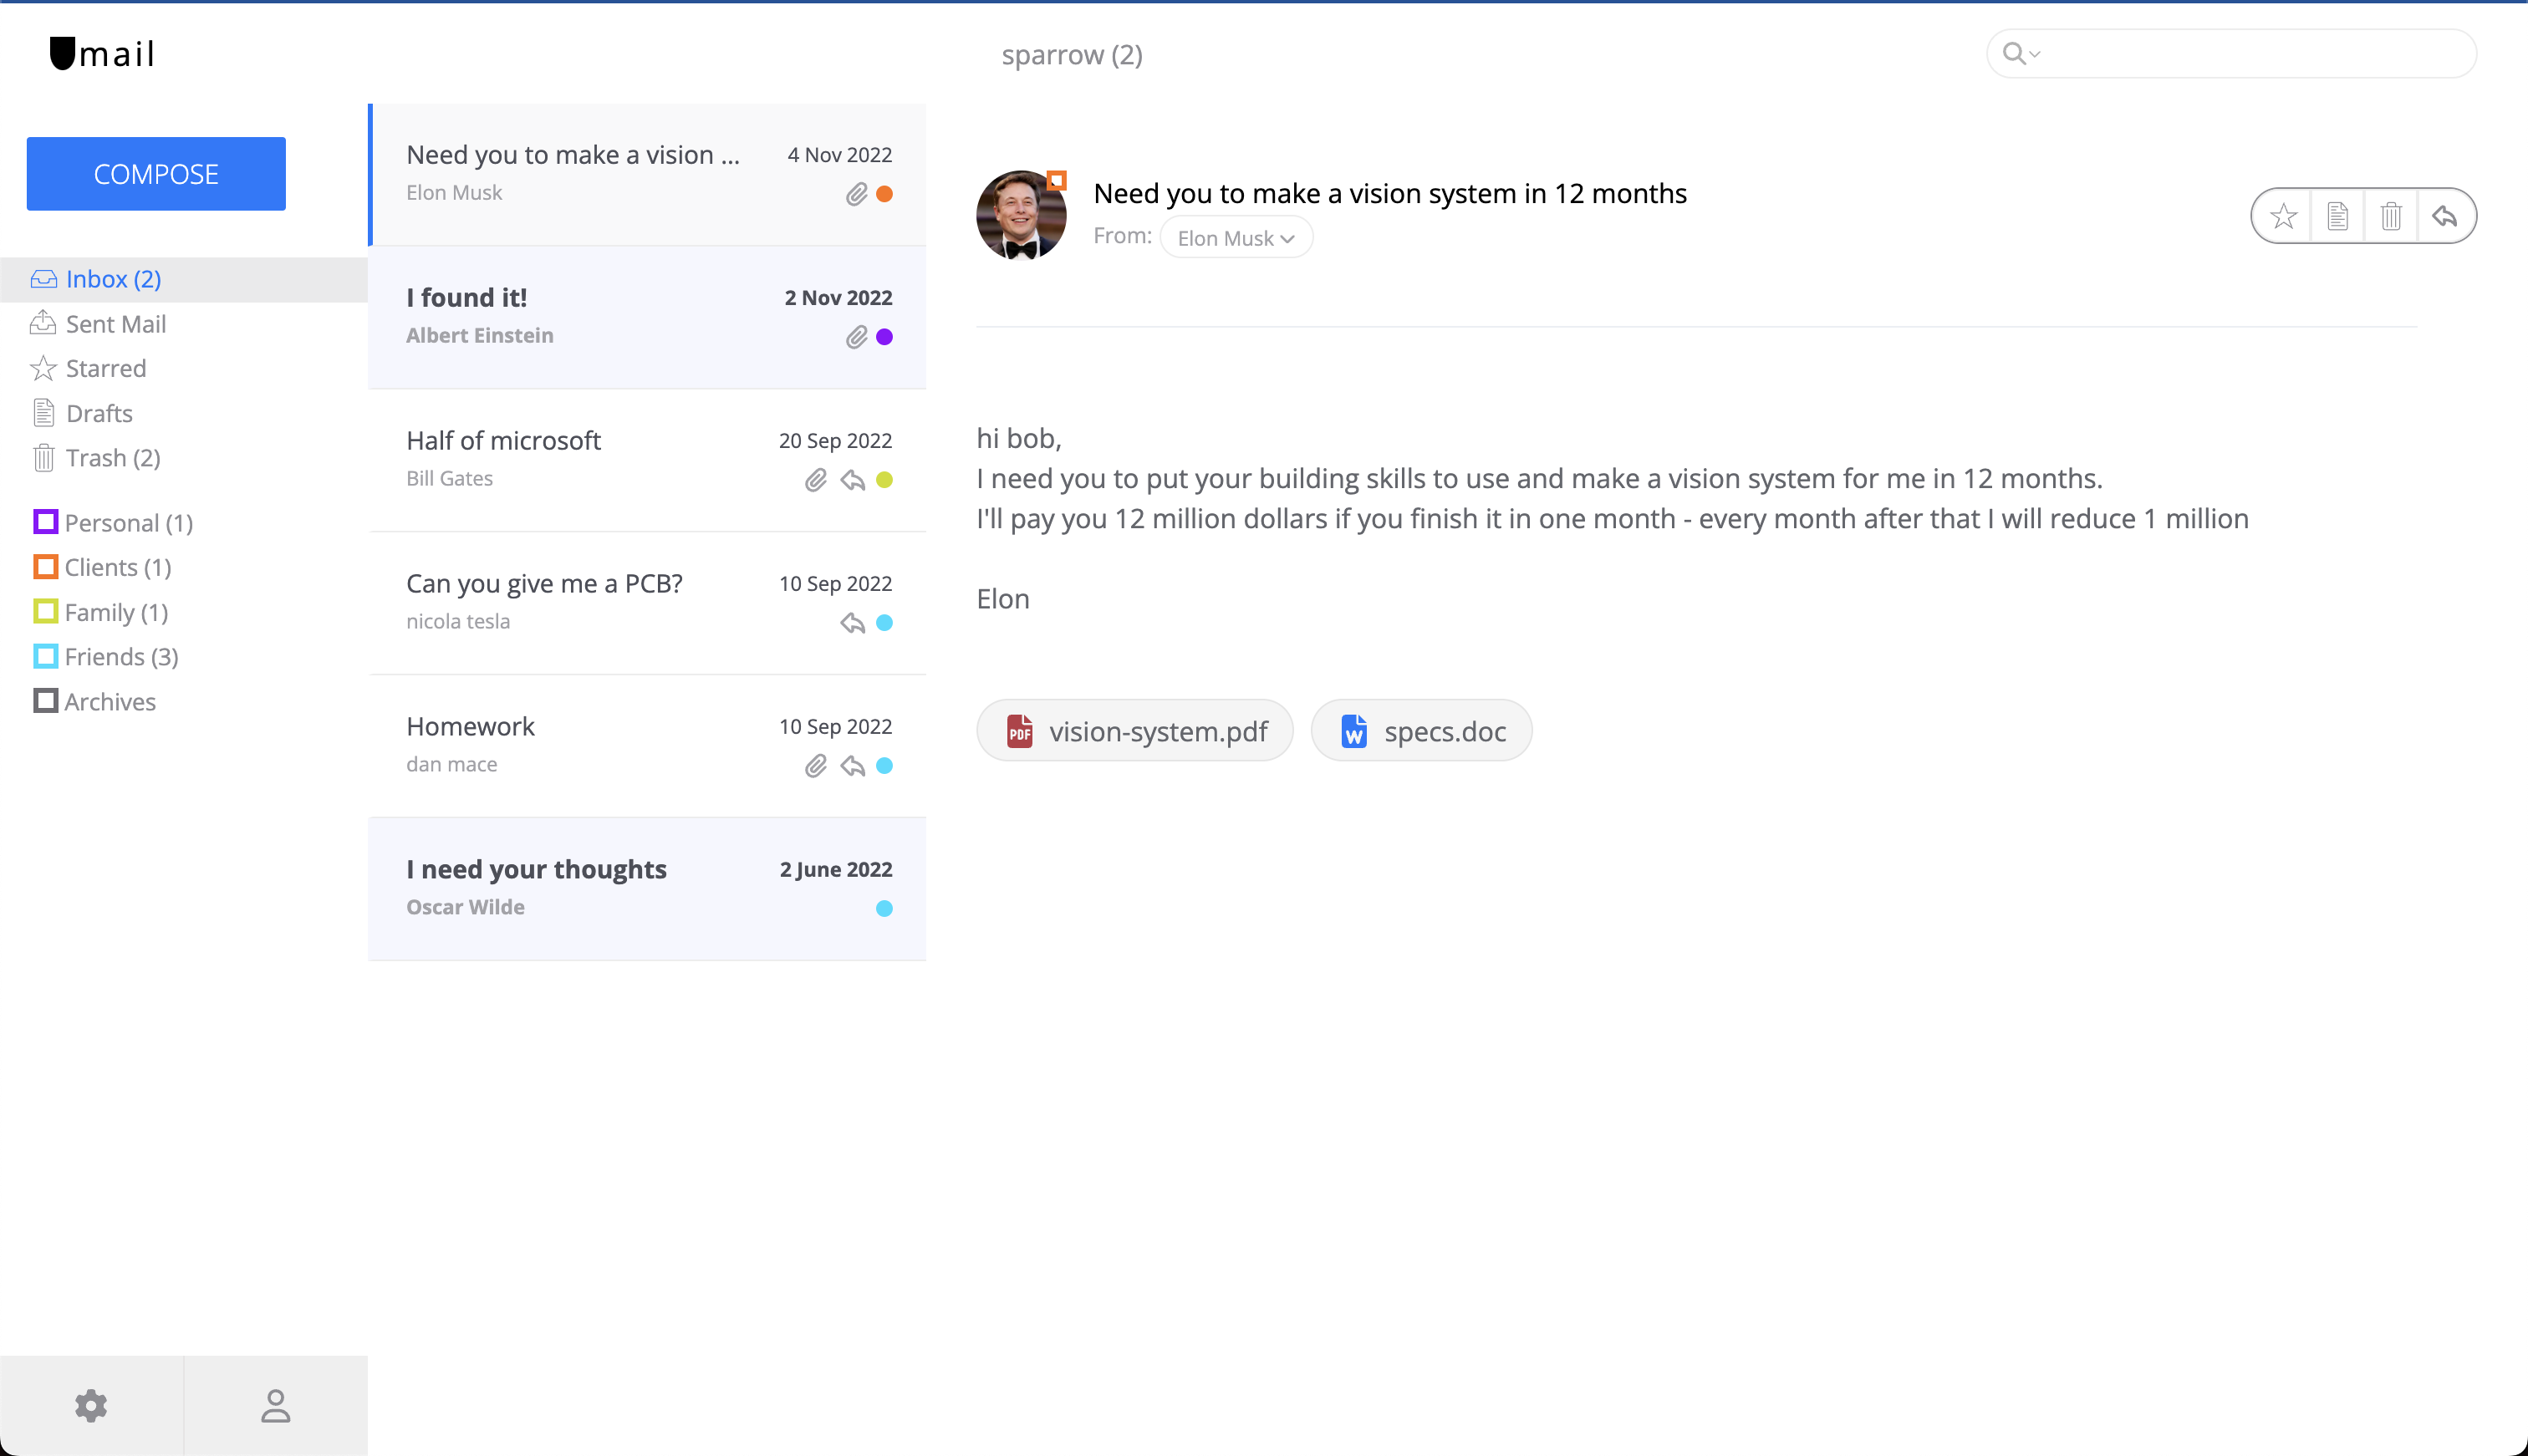 mail
sparrow (2)
COMPOSE
Inbox (2)
Sent Mail
Starred
Drafts
Trash (2)
Personal (1)
Clients (1)
Family (1)
Friends (3)
Archives
Need you to make a vision ... 4 Nov 2022
Elon Musk
I found it! 2 Nov 2022
Albert Einstein
Half of microsoft 20 Sep 2022
Bill Gates
Can you give me a PCB? 10 Sep 2022
nicola tesla
Homework 10 Sep 2022
dan mace
I need your thoughts 2 June 2022
Oscar Wilde
Need you to make a vision system in 12 months
From: Elon Musk
hi bob,
I need you to put your building skills to use and make a vision system for me in 12 months.
I'll pay you 12 million dollars if you finish it in one month - every month after that I will reduce 1 million
Elon
PDF vision-system.pdf W specs.doc